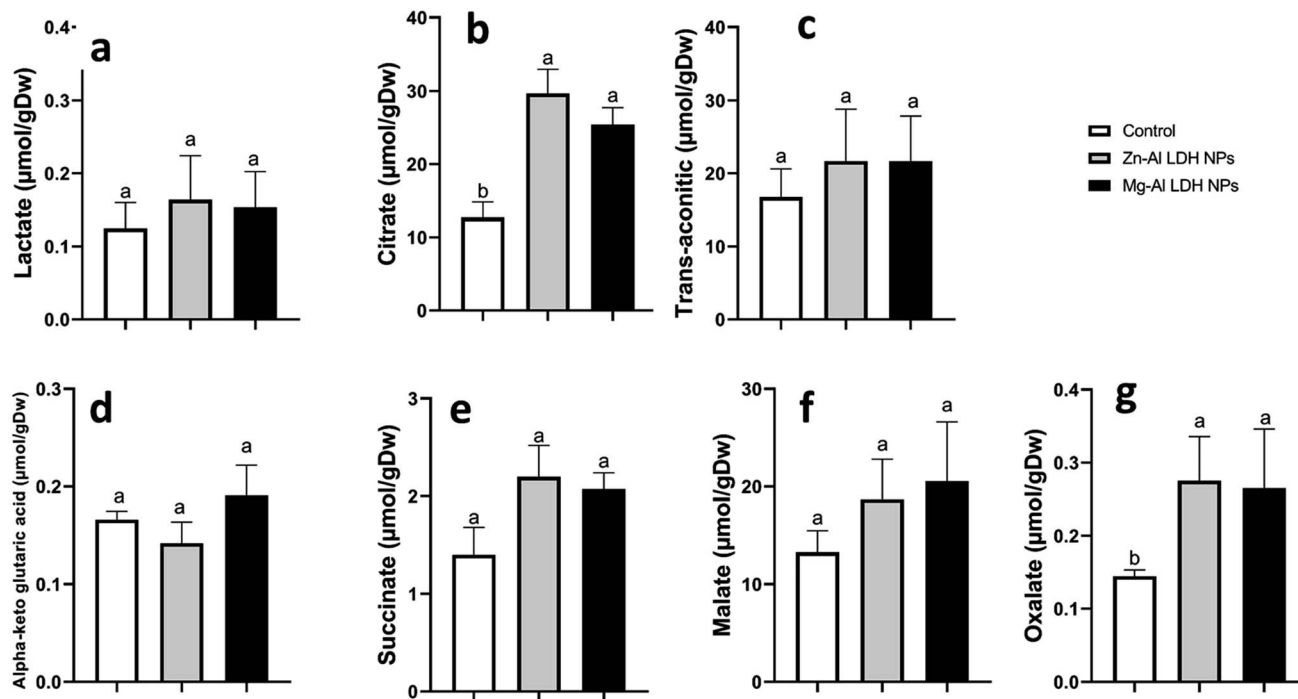 a
Lactate (µmol/gDw)
0.4
0.3
0.2
0.1
0.0
a
a
a
b
Citrate (µmol/gDw)
40
30
20
10
0
b
a
a
c
Trans-aconitic (µmol/gDw)
40
30
20
10
0
a
a
a
Control
Zn-Al LDH NPs
Mg-Al LDH NPs
d
Alpha-keto glutaric acid (µmol/gDw)
0.3
0.2
0.1
0.0
a
a
a
e
Succinate (µmol/gDw)
3
2
1
0
a
a
a
f
Malate (µmol/gDw)
30
20
10
0
a
a
a
g
Oxalate (µmol/gDw)
0.4
0.3
0.2
0.1
0.0
b
a
a